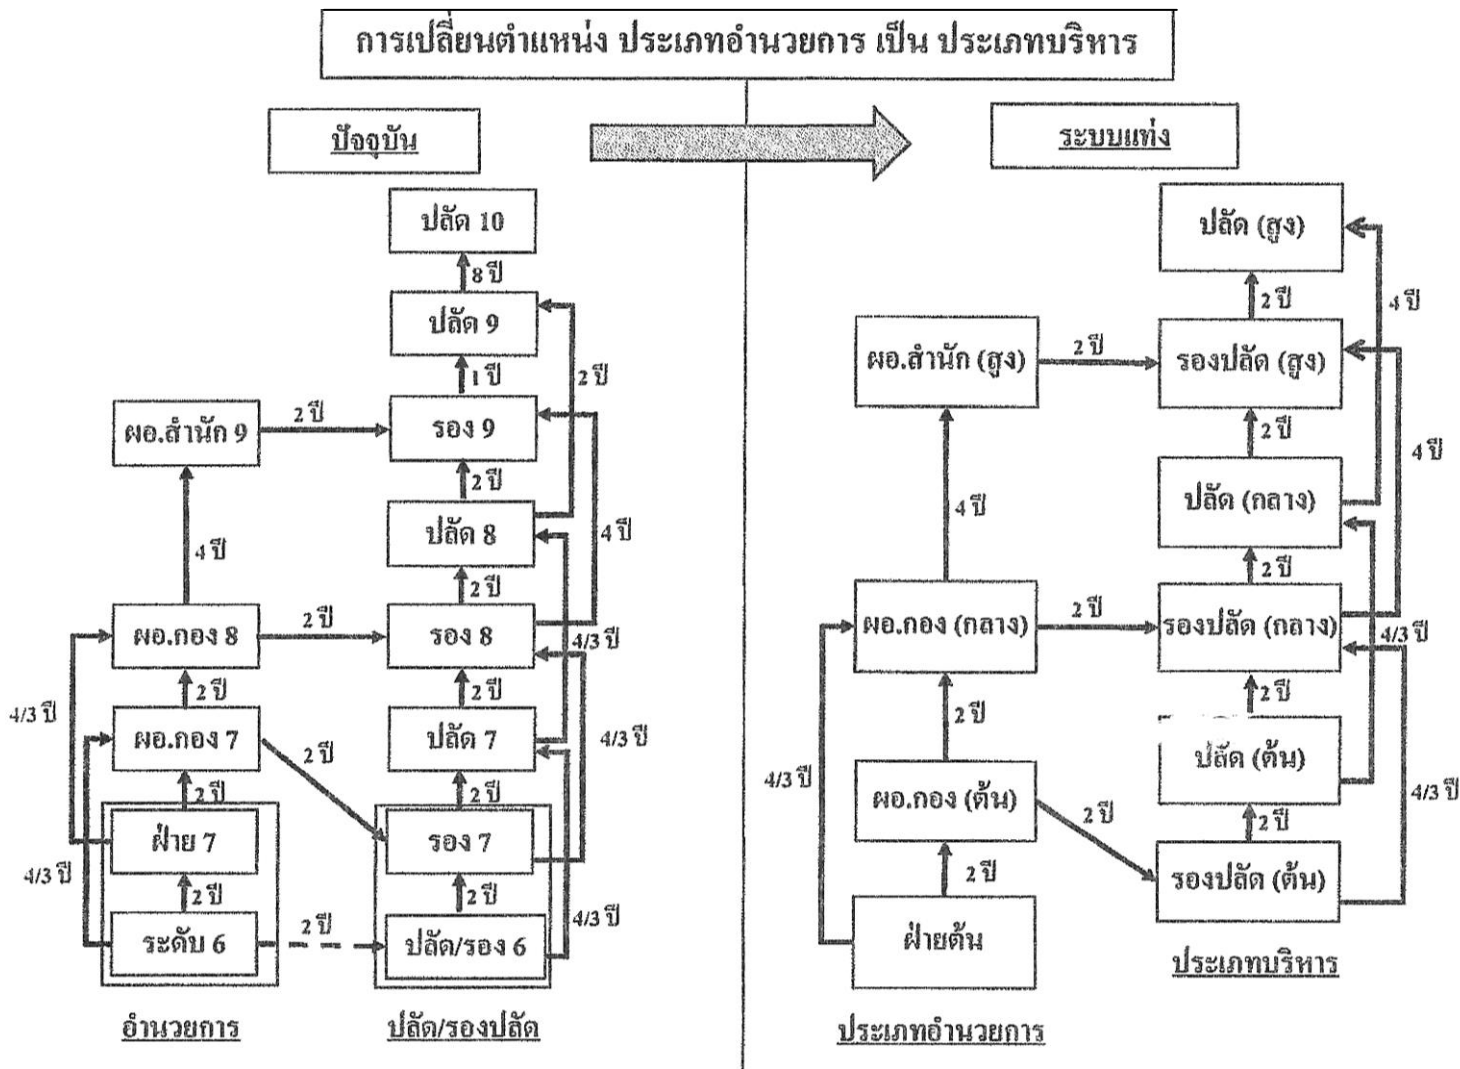 การเปลี่ยนตำแหน่ง ประเภทอำนวยการ เป็น ประเภทบริหาร
ปัจจุบัน
ปลัด 10
8 ปี
ปลัด 9
1 ปี
2 ปี
ผอ.สำนัก 9
2 ปี
รอง 9
2 ปี
ปลัด 8
4 ปี
4 ปี
2 ปี
ผอ.กอง 8
2 ปี
รอง 8
4/3 ปี
2 ปี
2 ปี
4/3 ปี
ผอ.กอง 7
2 ปี
ปลัด 7
4/3 ปี
2 ปี
2 ปี
ฝ่าย 7
รอง 7
4/3 ปี
2 ปี
2 ปี
4/3 ปี
ระดับ 6
2 ปี
ปลัด/รอง 6
อำนวยการ
ปลัด/รองปลัด
ระบบแท่ง
ปลัด (สูง)
2 ปี
4 ปี
ผอ.สำนัก (สูง)
2 ปี
รองปลัด (สูง)
2 ปี
4 ปี
ปลัด (กลาง)
4 ปี
2 ปี
ผอ.กอง (กลาง)
2 ปี
รองปลัด (กลาง)
4/3 ปี
2 ปี
2 ปี
ปลัด (ต้น)
4/3 ปี
ผอ.กอง (ต้น)
2 ปี
2 ปี
4/3 ปี
2 ปี
รองปลัด (ต้น)
ฝ่ายต้น
ประเภทบริหาร
ประเภทอำนวยการ